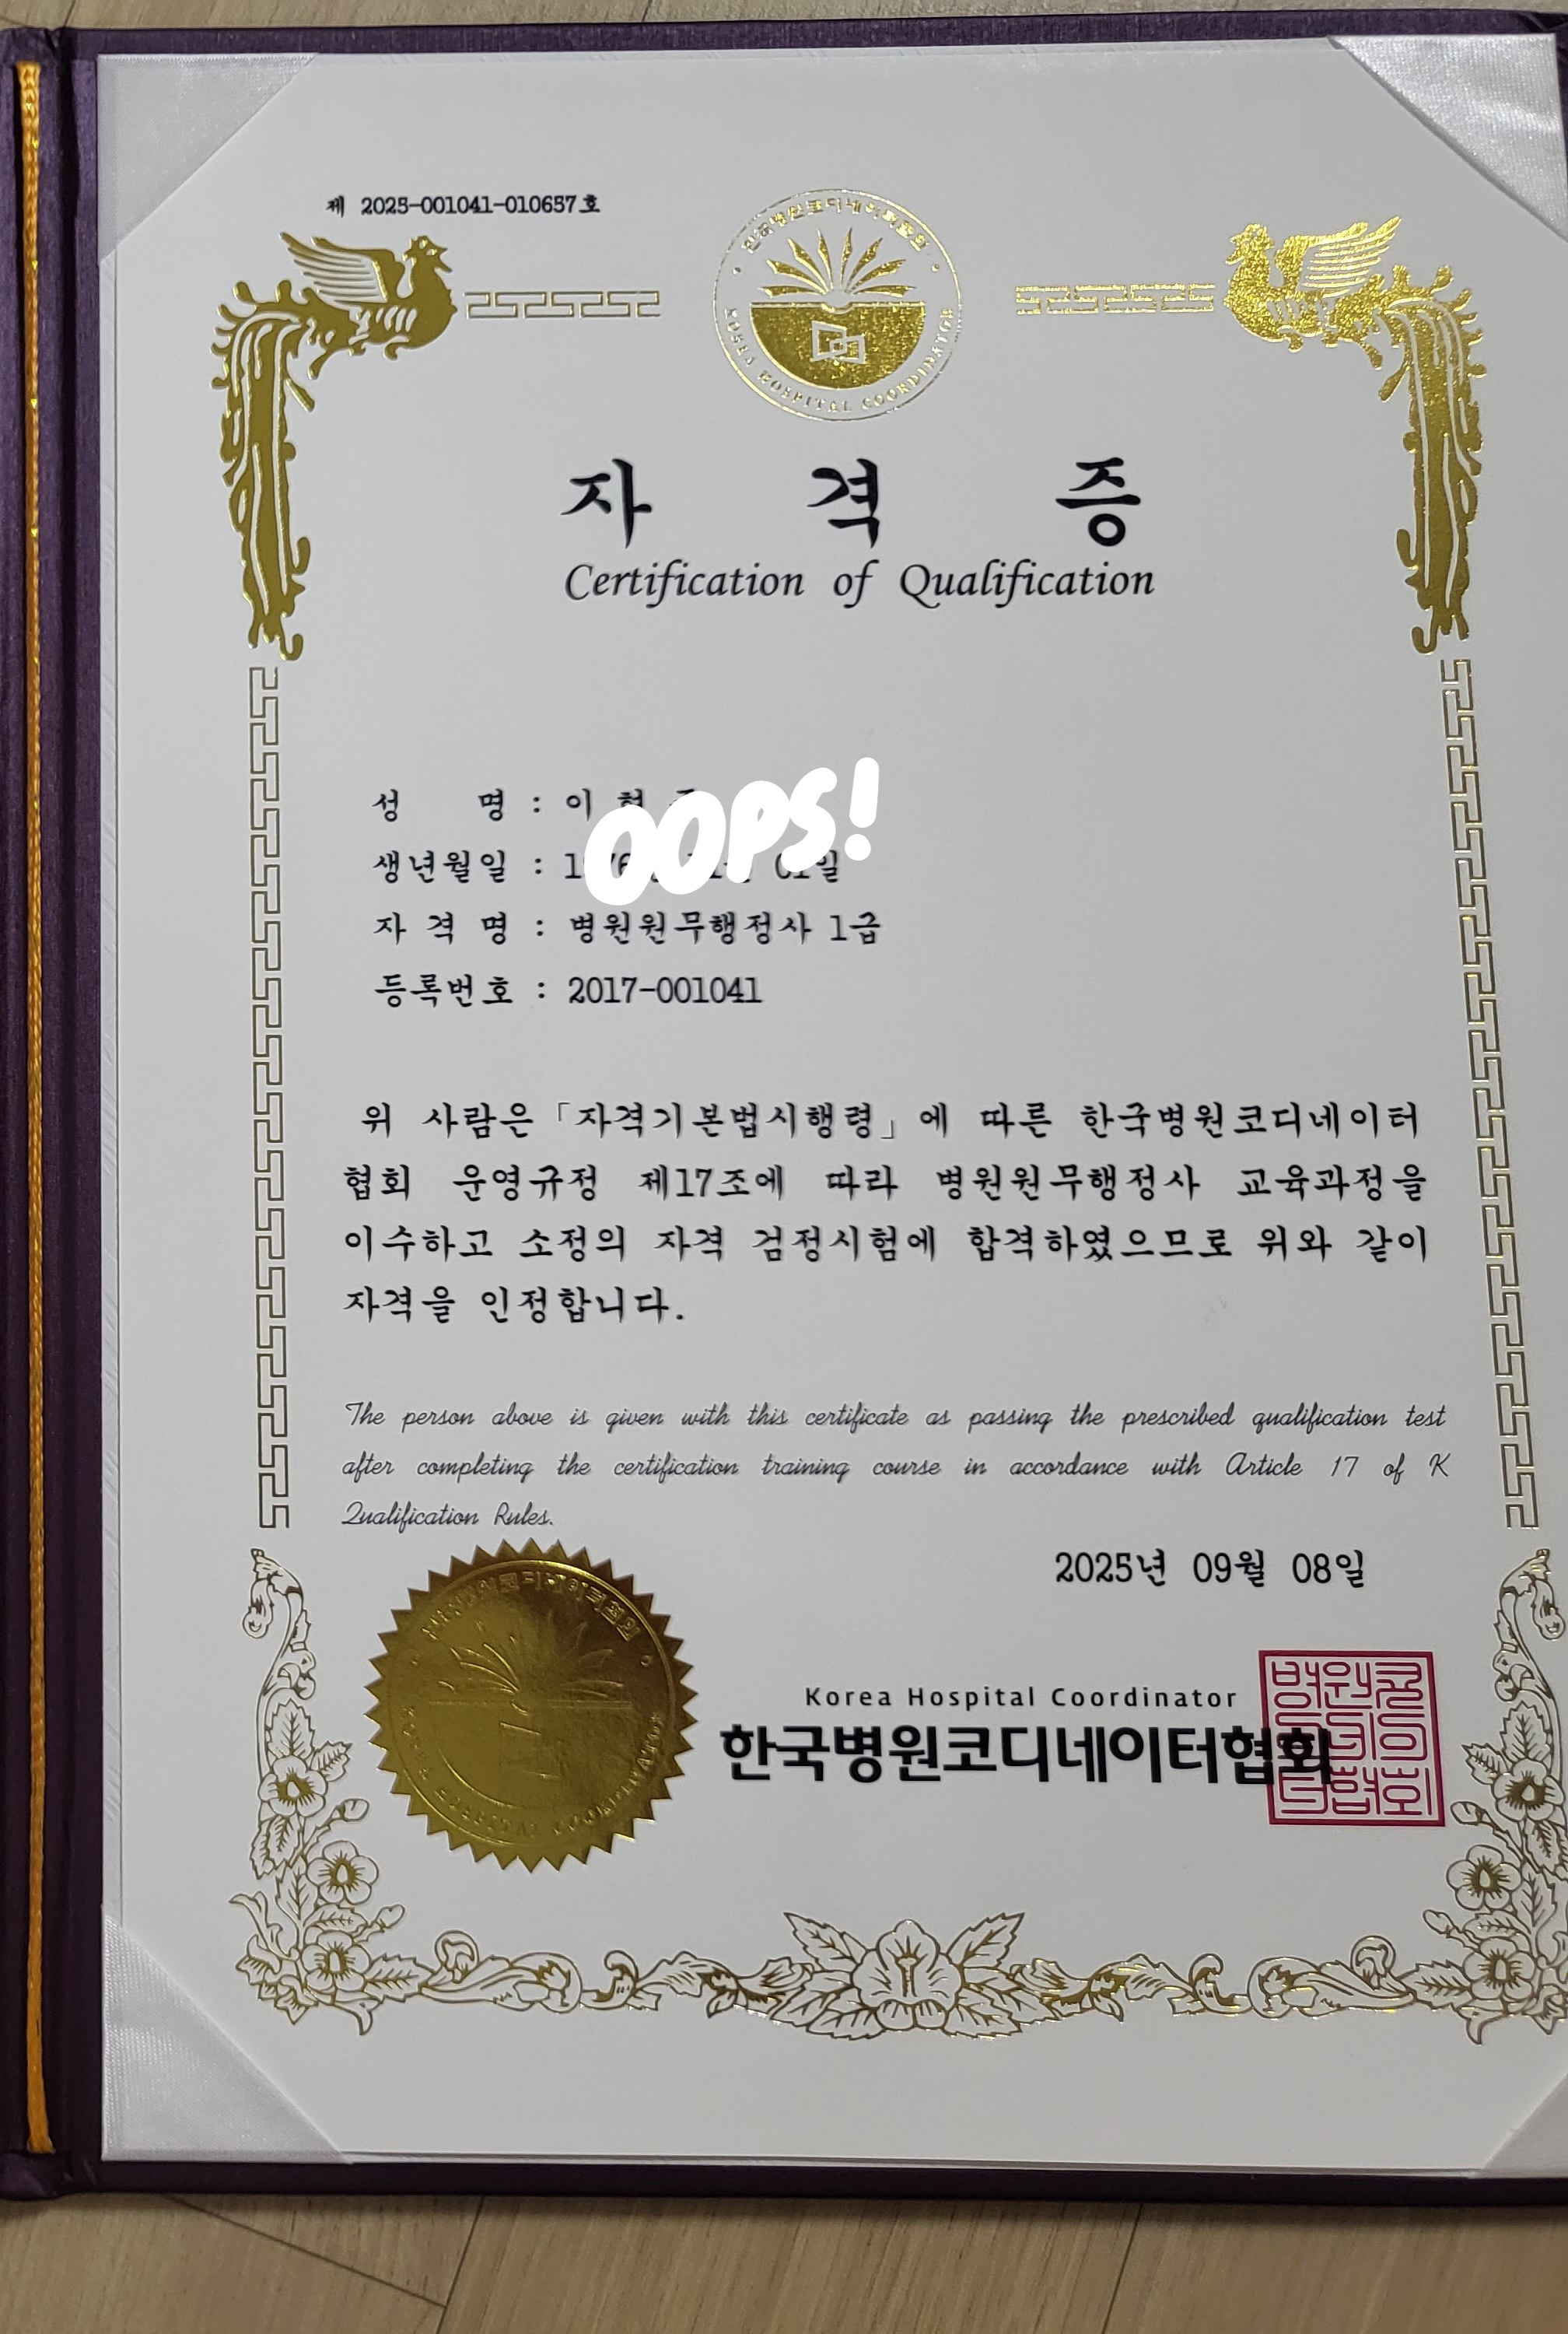 제 2025-001041-010657호
KOREA HOSPITAL COORDINATOR
자 격 증
Certification of Qualification
성 명 : 이
OOPS!
생년월일 :
자 격 명 : 병원원무행정사 1급
등록번호 : 2017-001041
위 사람은「자격기본법시행령」에 따른 한국병원코디네이터
협회 운영규정 제17조에 따라 병원원무행정사 교육과정을
이수하고 소정의 자격 검정시험에 합격하였으므로 위와 같이
자격을 인정합니다.
The person above is given with this certificate as passing the prescribed qualification test
after completing the certification training course in accordance with Article 17 of K
Qualification Rules.
2025년 09월 08일
Korea Hospital Coordinator
한국병원코디네이터협회